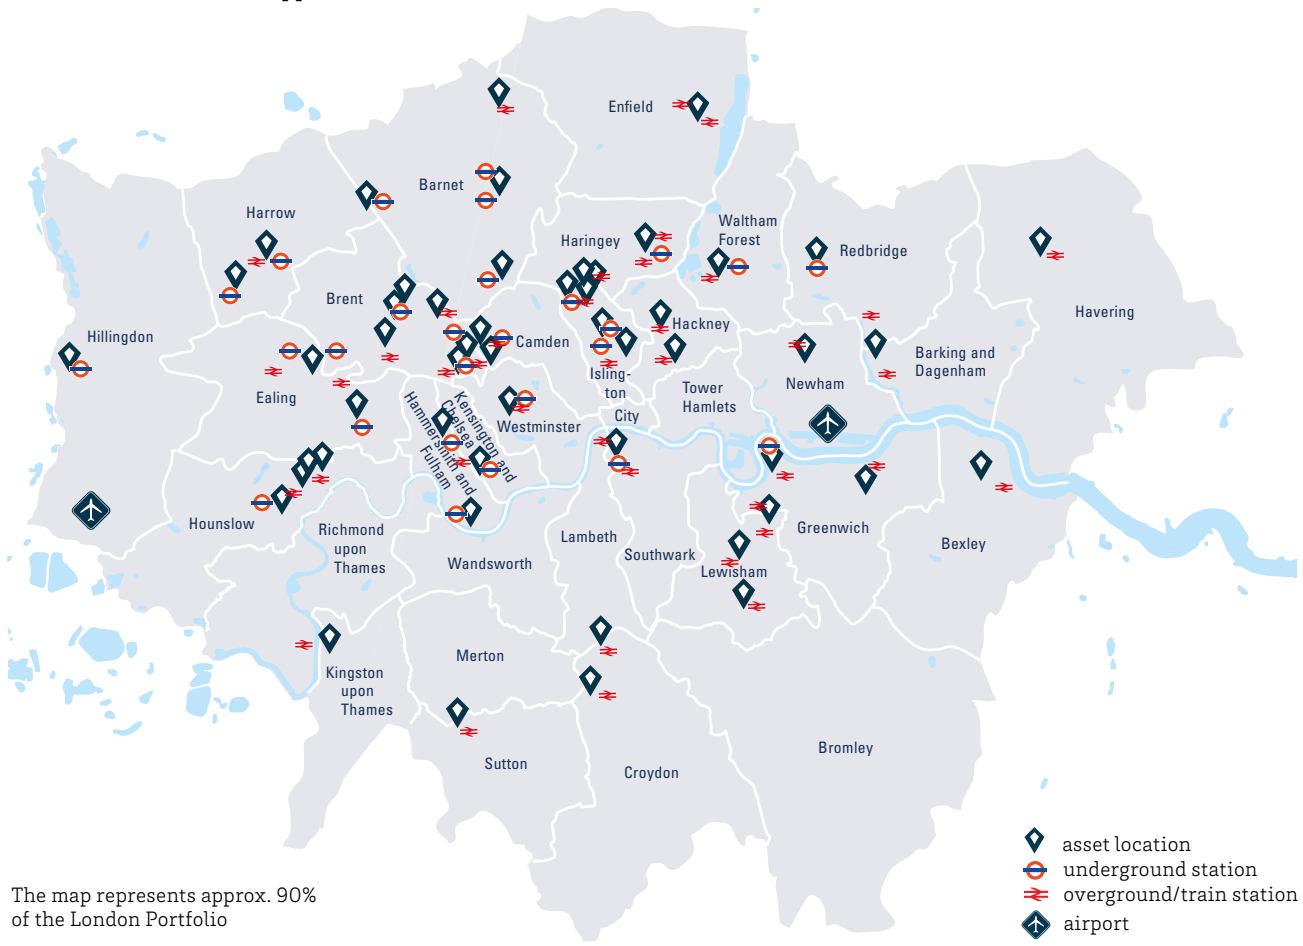 Enfield
Barnet
Harrow
Waltham
Forest
Haringey
Redbridge
Brent
Havering
Hillingdon
Hackney
Camden
Barking and
Dagenham
Isling-
ton
Newham
Ealing
Tower
Hamlets
City
Westminster
Kensington and
Chelsea
Hammersmith and
Fulham
Hounslow
Richmond
upon
Thames
Greenwich
Lambeth
Bexley
Southwark
Wandsworth
Lewisham
Merton
Kingston
upon
Thames
Bromley
Sutton
Croydon
asset location
underground station
overground/train station
airport
The map represents approx. 90%
of the London Portfolio